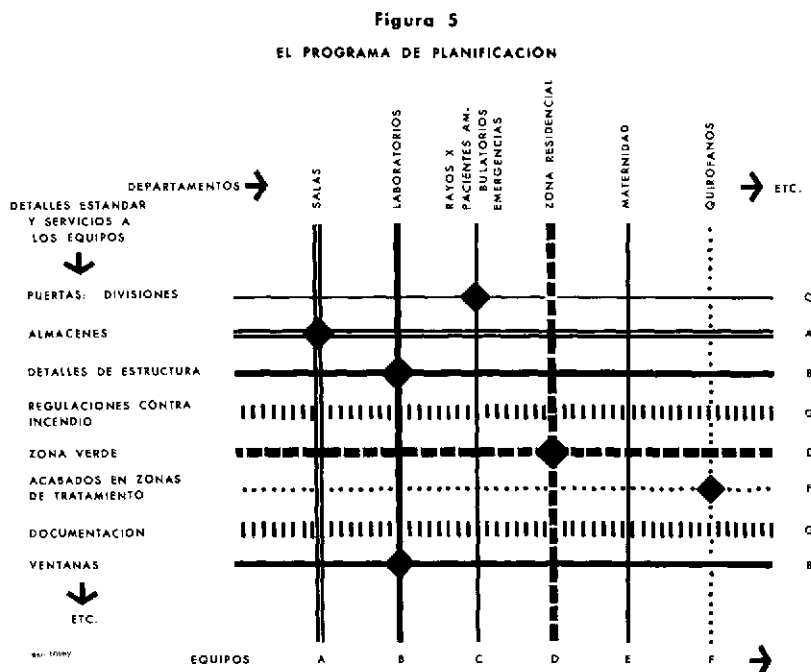 Figura 5
EL PROGRAMA DE PLANIFICACION
DEPARTAMENTOS
SALAS
LABORATORIOS
RAYOS X
PACIENTES AM-
BULATORIOS
EMERGENCIAS
ZONA RESIDENCIAL
MATERNIDAD
QUIROFANOS
ETC.
DETALLES ESTANDAR
Y SERVICIOS A
LOS EQUIPOS
PUERTAS: DIVISIONES
C
ALMACENES
A
DETALLES DE ESTRUCTURA
B
REGULACIONES CONTRA
INCENDIO
G
ZONA VERDE
D
ACABADOS EN ZONAS
DE TRATAMIENTO
F
DOCUMENTACION
G
VENTANAS
B
ETC.
EQUIPOS A B C D E F